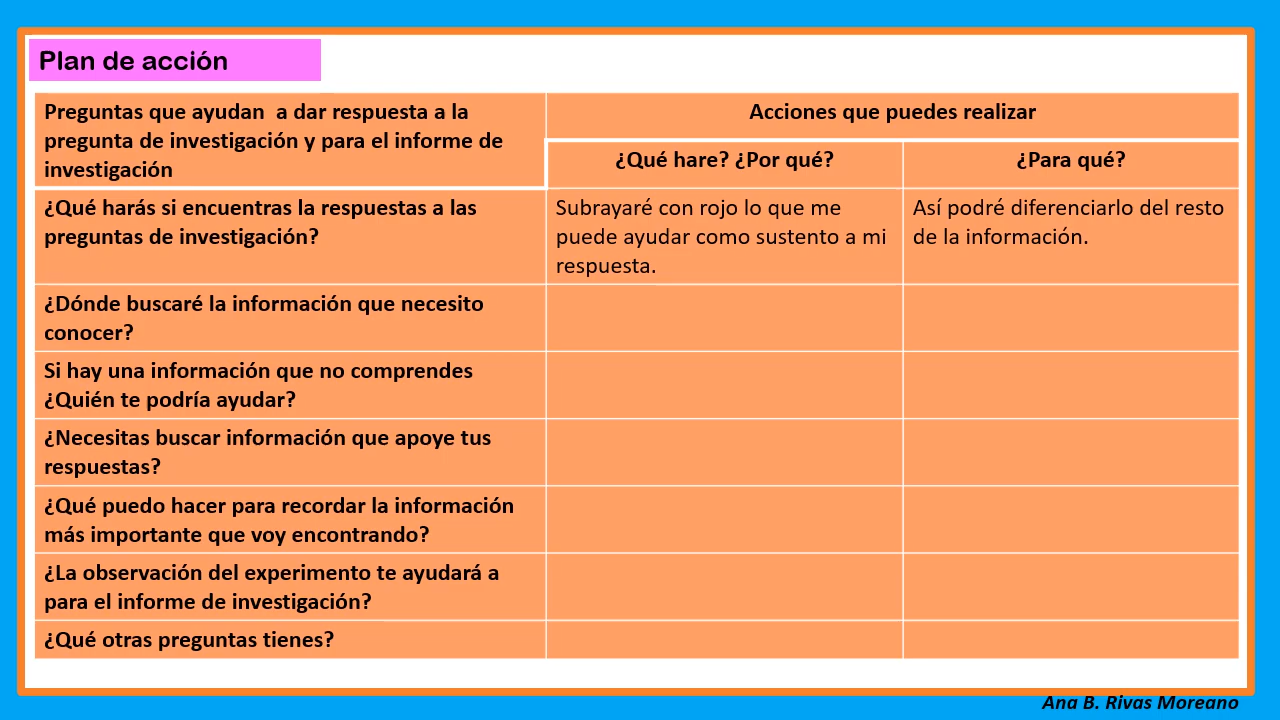 Plan de acción
Preguntas que ayudan  a dar respuesta a la
pregunta de investigación y para el informe de
investigación
Acciones que puedes realizar
¿Qué hare? ¿Por qué?
¿Para qué?
¿Qué harás si encuentras la respuestas a las
preguntas de investigación?
Subrayaré con rojo lo que me
puede ayudar como sustento a mi
respuesta.
Así podré diferenciarlo del resto
de la información.
¿Dónde buscaré la información que necesito
conocer?
Si hay una información que no comprendes
¿Quién te podría ayudar?
¿Necesitas buscar información que apoye tus
respuestas?
¿Qué puedo hacer para recordar la información
más importante que voy encontrando?
¿La observación del experimento te ayudará a
para el informe de investigación?
¿Qué otras preguntas tienes?
Ana B. Rivas Moreano